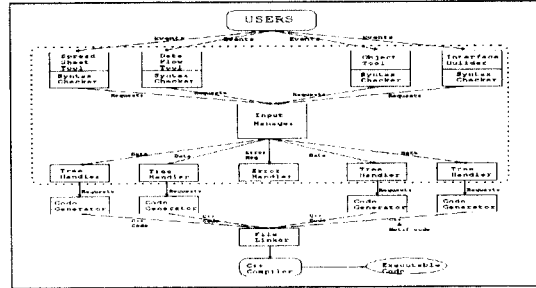 USERS
Events
Events
Events
Events
Spread Sheet Tool
Data Flow Tool
Object Tool
Interface Builder
Syntax Checker
Syntax Checker
Syntax Checker
Syntax Checker
Requests
Requests
Requests
Requests
Input Manager
Data
Data
Error Msg
Data
Data
Tree Handler
Tree Handler
Error Handler
Tree Handler
Tree Handler
Requests
Requests
Requests
Requests
Code Generator
Code Generator
Code Generator
Code Generator
C++ Code
C++ Code
C++ Code
File Linker
C++ Compiler
Executable Code